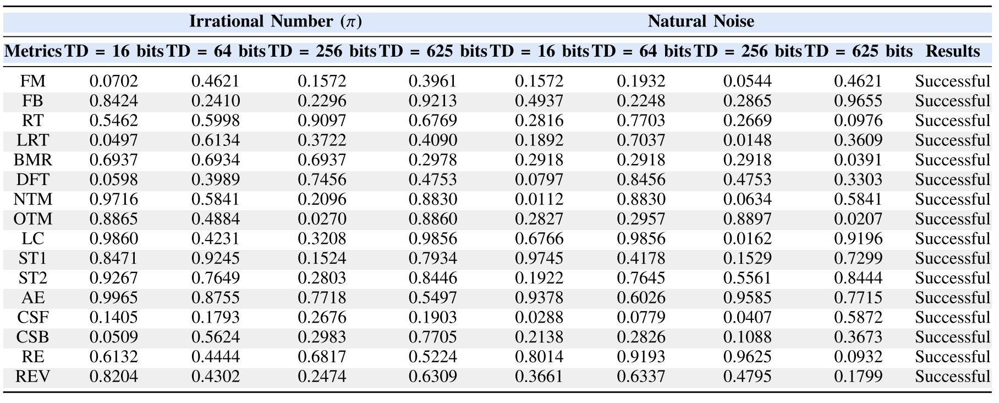 Irrational Number (π) Natural Noise
Metrics TD = 16 bits TD = 64 bits TD = 256 bits TD = 625 bits TD = 16 bits TD = 64 bits TD = 256 bits TD = 625 bits Results
FM 0.0702 0.4621 0.1572 0.3961 0.1572 0.1932 0.0544 0.4621 Successful
FB 0.8424 0.2410 0.2296 0.9213 0.4937 0.2248 0.2865 0.9655 Successful
RT 0.5462 0.5998 0.9097 0.6769 0.2816 0.7703 0.2669 0.0976 Successful
LRT 0.0497 0.6134 0.3722 0.4090 0.1892 0.7037 0.0148 0.3609 Successful
BMR 0.6937 0.6934 0.6937 0.2978 0.2918 0.2918 0.2918 0.0391 Successful
DFT 0.0598 0.3989 0.7456 0.4753 0.0797 0.8456 0.4753 0.3303 Successful
NTM 0.9716 0.5841 0.2096 0.8830 0.0112 0.8830 0.0634 0.5841 Successful
OTM 0.8865 0.4884 0.0270 0.8860 0.2827 0.2957 0.8897 0.0207 Successful
LC 0.9860 0.4231 0.3208 0.9856 0.6766 0.9856 0.0162 0.9196 Successful
ST1 0.8471 0.9245 0.1524 0.7934 0.9745 0.4178 0.1529 0.7299 Successful
ST2 0.9267 0.7649 0.2803 0.8446 0.1922 0.7645 0.5561 0.8444 Successful
AE 0.9965 0.8755 0.7718 0.5497 0.9378 0.6026 0.9585 0.7715 Successful
CSF 0.1405 0.1793 0.2676 0.1903 0.0288 0.0779 0.0407 0.5872 Successful
CSB 0.0509 0.5624 0.2983 0.7705 0.2138 0.2826 0.1088 0.3673 Successful
RE 0.6132 0.4444 0.6817 0.5224 0.8014 0.9193 0.9625 0.0932 Successful
REV 0.8204 0.4302 0.2474 0.6309 0.3661 0.6337 0.4795 0.1799 Successful